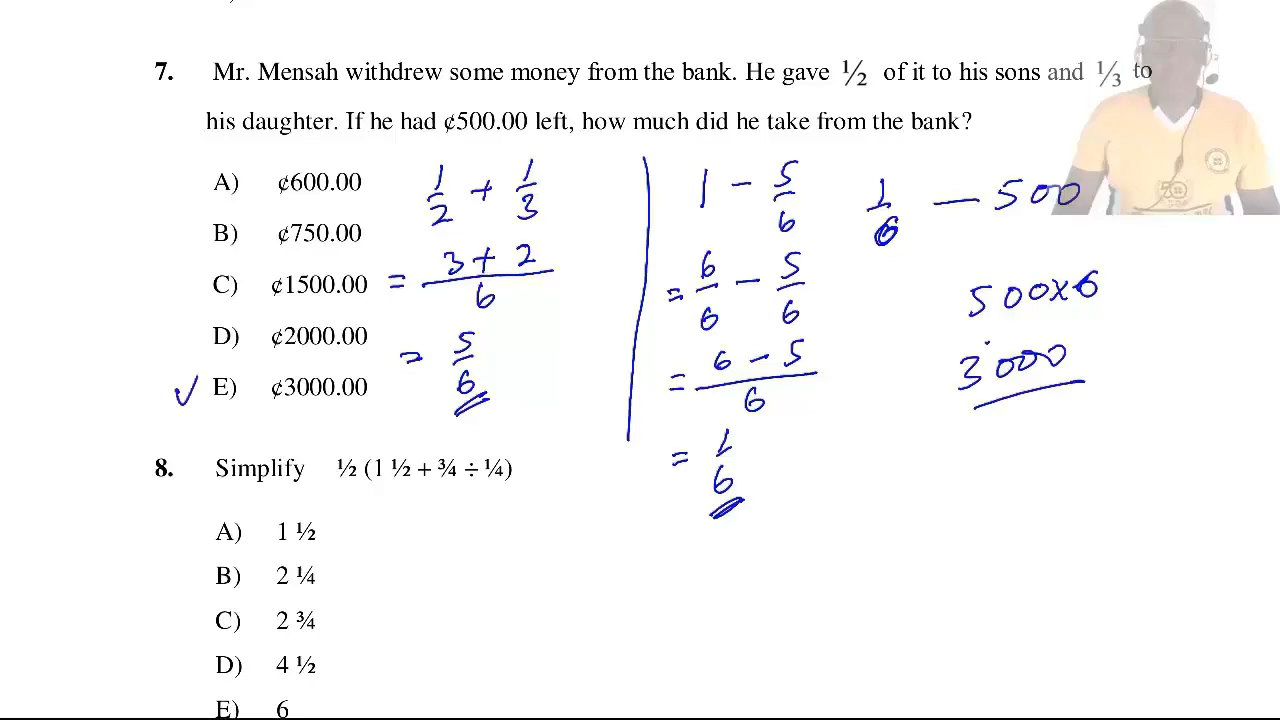 7. Mr. Mensah withdrew some money from the bank. He gave ½ of it to his sons and ⅓ to
his daughter. If he had ¢500.00 left, how much did he take from the bank?
A) ¢600.00
B) ¢750.00
C) ¢1500.00
D) ¢2000.00
✓ E) ¢3000.00
1/2 + 1/3
= 3+2/6
= 5/6
1 - 5/6
= 6/6 - 5/6
= 6-5/6
= 1/6
1/6 — 500
500x6
3000
8. Simplify ½ (1 ½ + ¾ ÷ ¼)
A) 1 ½
B) 2 ¼
C) 2 ¾
D) 4 ½
E) 6